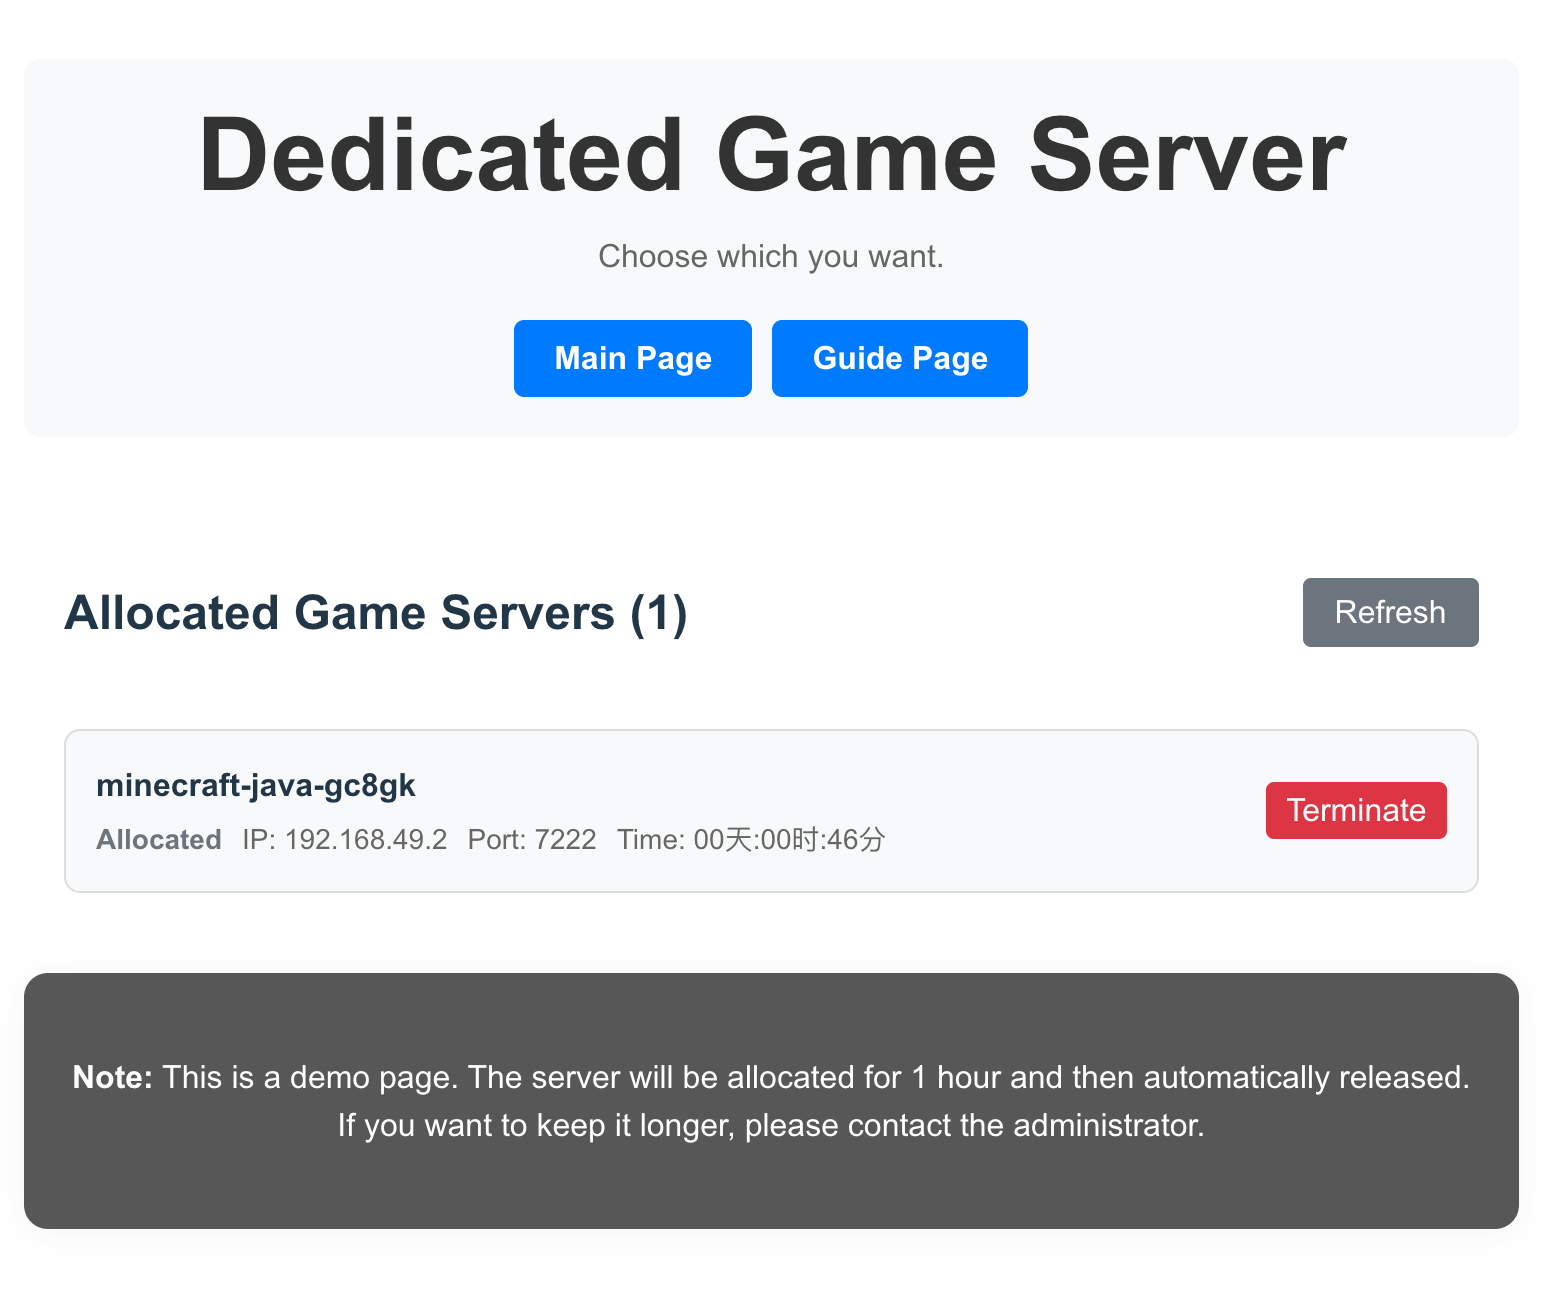 Dedicated Game Server
Choose which you want.
Main Page Guide Page
Allocated Game Servers (1)
Refresh
minecraft-java-gc8gk
Allocated IP: 192.168.49.2 Port: 7222 Time: 00天:00时:46分
Terminate
Note: This is a demo page. The server will be allocated for 1 hour and then automatically released.
If you want to keep it longer, please contact the administrator.